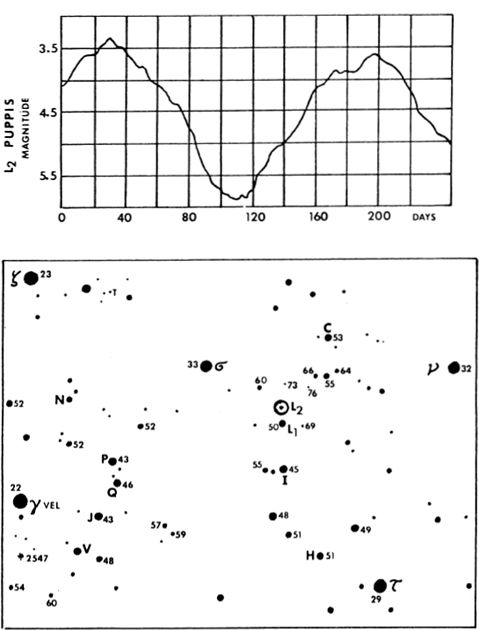 L2 PUPPIS
MAGNITUDE
3.5
4.5
5.5
0 40 80 120 160 200 DAYS
ζ 23
T
C
53
33 σ
66 64
55
ν 32
60 73
76
52 N
L2
52
50 L1 69
52
P 43
55 45
I
Q 46
22
γ VEL
J 43
48
57
59
51
49
V
2547
48
H 51
54
60
τ
29